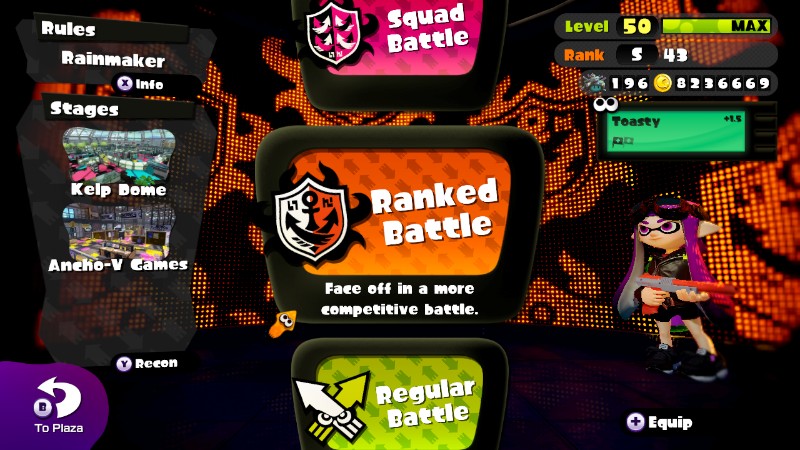 Rules
Rainmaker
X Info
Stages
Kelp Dome
Ancho-V Games
Y Recon
B
To Plaza
Squad
Battle
Ranked
Battle
Face off in a more
competitive battle.
Regular
Battle
Level 50 MAX
Rank S 43
196 8236669
Toasty +1.5
+ Equip